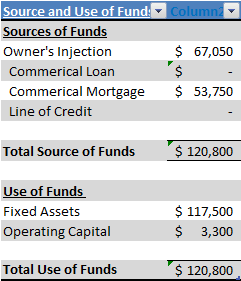 Source and Use of Fund Column2
Sources of Funds
Owner's Injection $ 67,050
Commerical Loan $ -
Commerical Mortgage $ 53,750
Line of Credit -
Total Source of Funds $ 120,800
Use of Funds
Fixed Assets $ 117,500
Operating Capital $ 3,300
Total Use of Funds $ 120,800